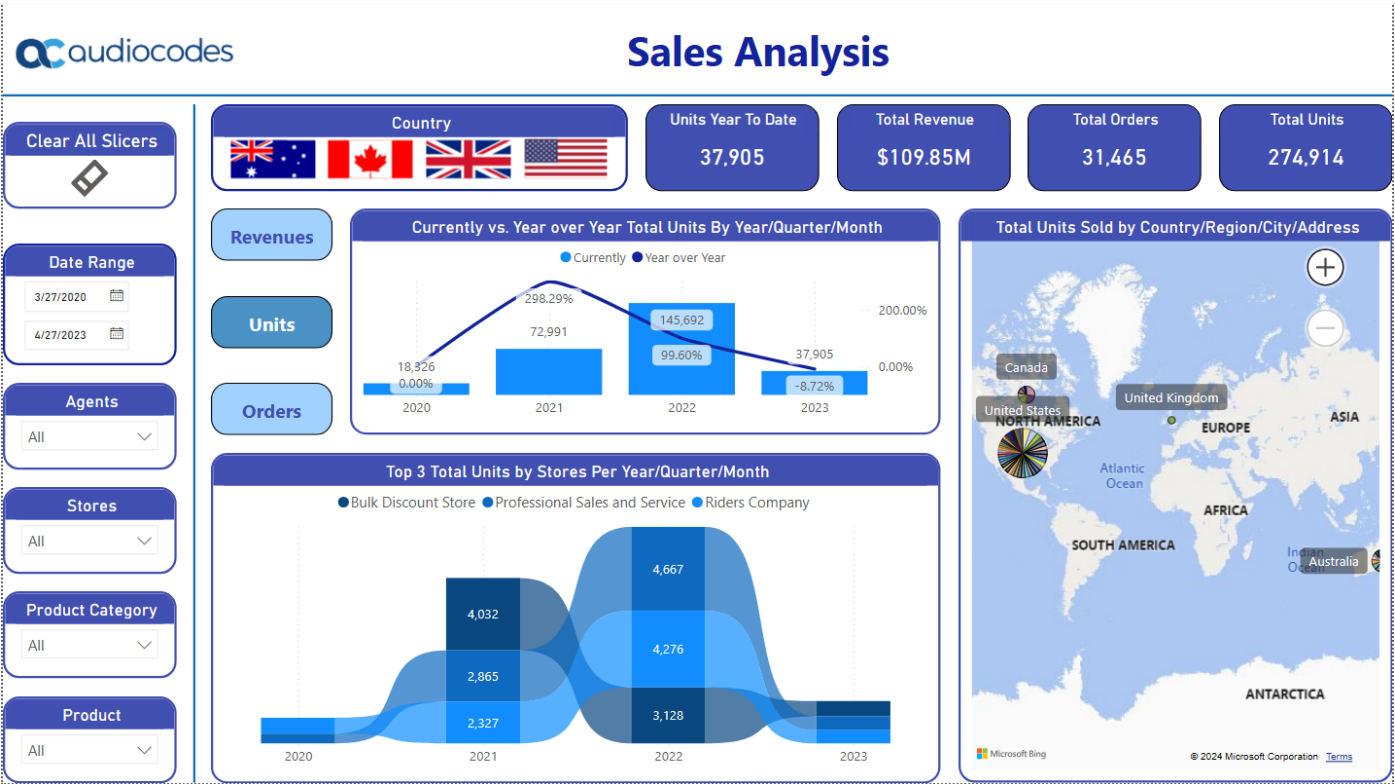 audiocodes
Sales Analysis
Clear All Slicers
Date Range
3/27/2020
4/27/2023
Agents
All
Stores
All
Product Category
All
Product
All
Country
Units Year To Date
37,905
Total Revenue
$109.85M
Total Orders
31,465
Total Units
274,914
Revenues
Units
Orders
Currently vs. Year over Year Total Units By Year/Quarter/Month
Currently Year over Year
298.29%
200.00%
145,692
72,991
99.60%
37,905
18,326
0.00%
0.00%
-8.72%
2020 2021 2022 2023
Top 3 Total Units by Stores Per Year/Quarter/Month
Bulk Discount Store Professional Sales and Service Riders Company
4,667
4,032
4,276
2,865
3,128
2,327
2020 2021 2022 2023
Total Units Sold by Country/Region/City/Address
Canada
United States
United Kingdom
NORTH AMERICA
EUROPE
ASIA
Atlantic
Ocean
AFRICA
SOUTH AMERICA
Indian
Ocean
Australia
ANTARCTICA
Microsoft Bing
© 2024 Microsoft Corporation Terms